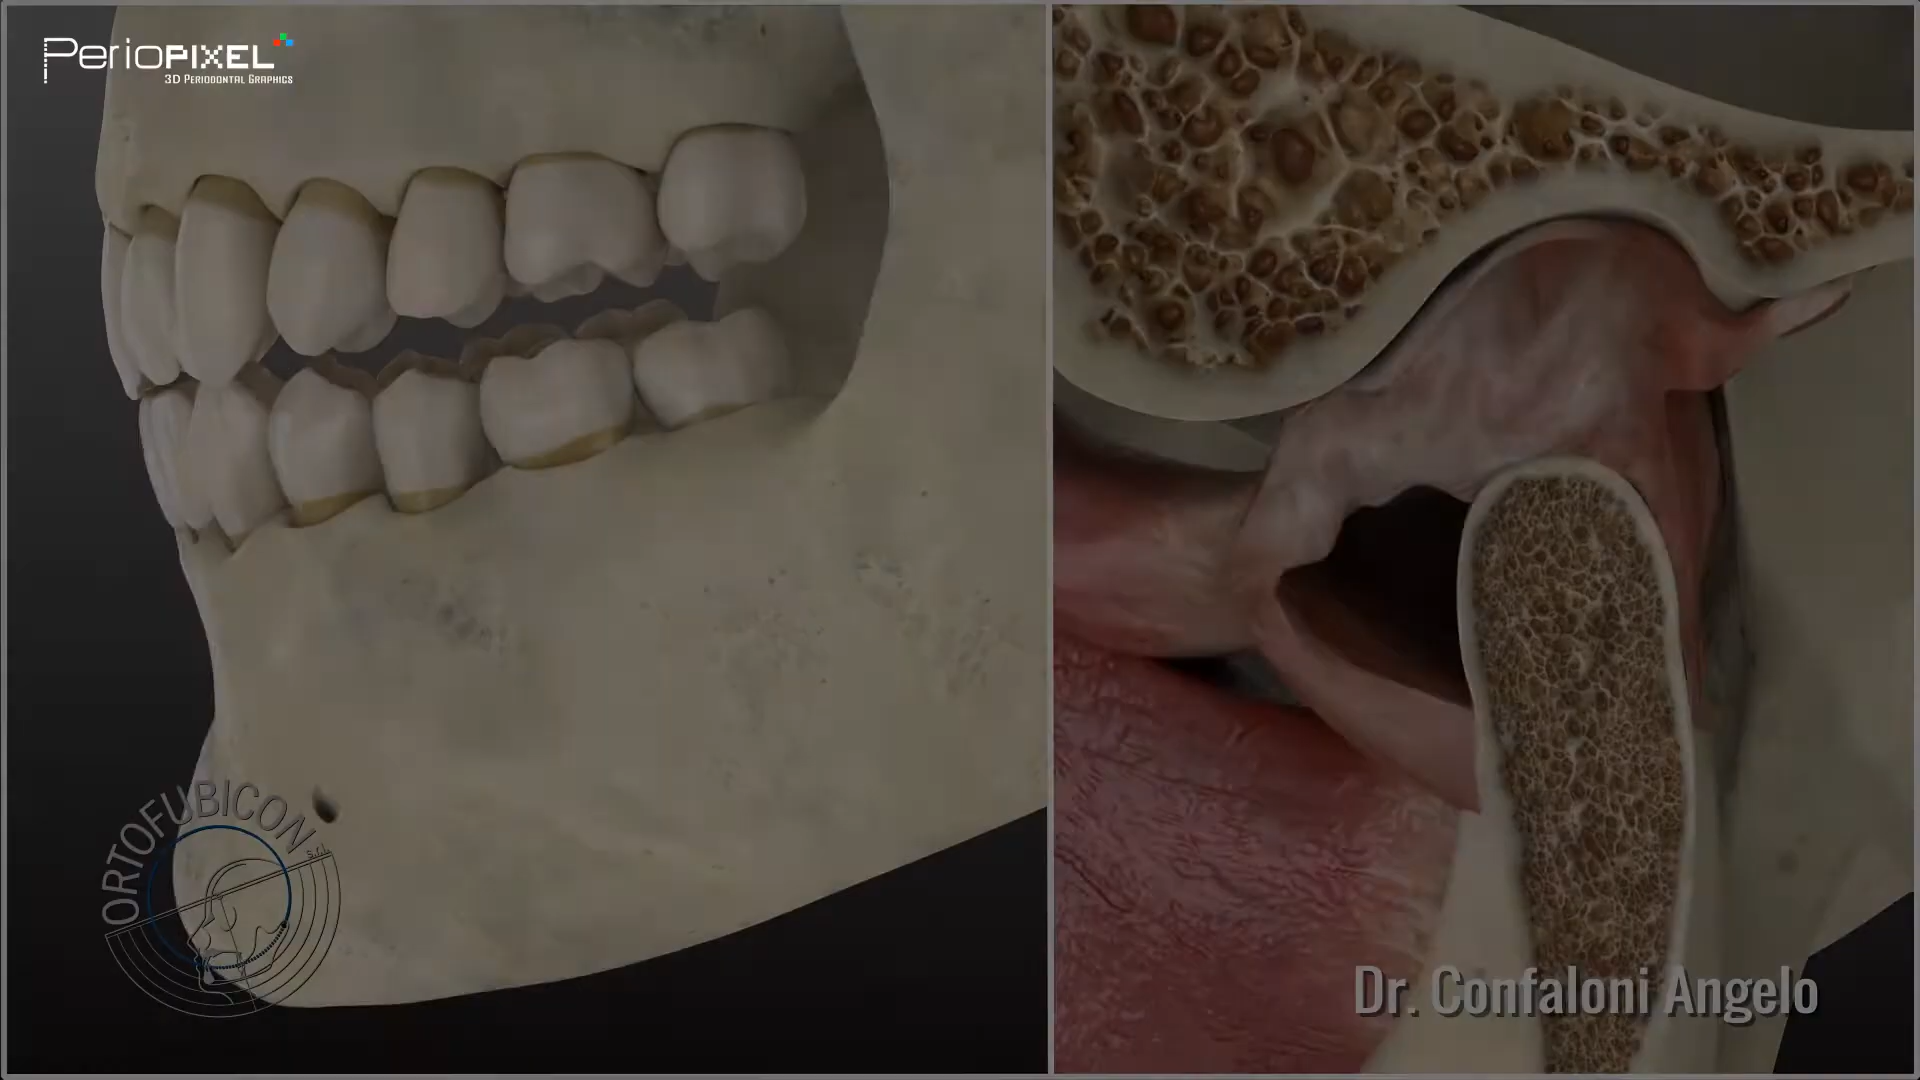 PerioPIXEL
3D PERIODONTAL GRAPHICS
ORTOFUBICON
s.r.l.
Dr. Confaloni Angelo